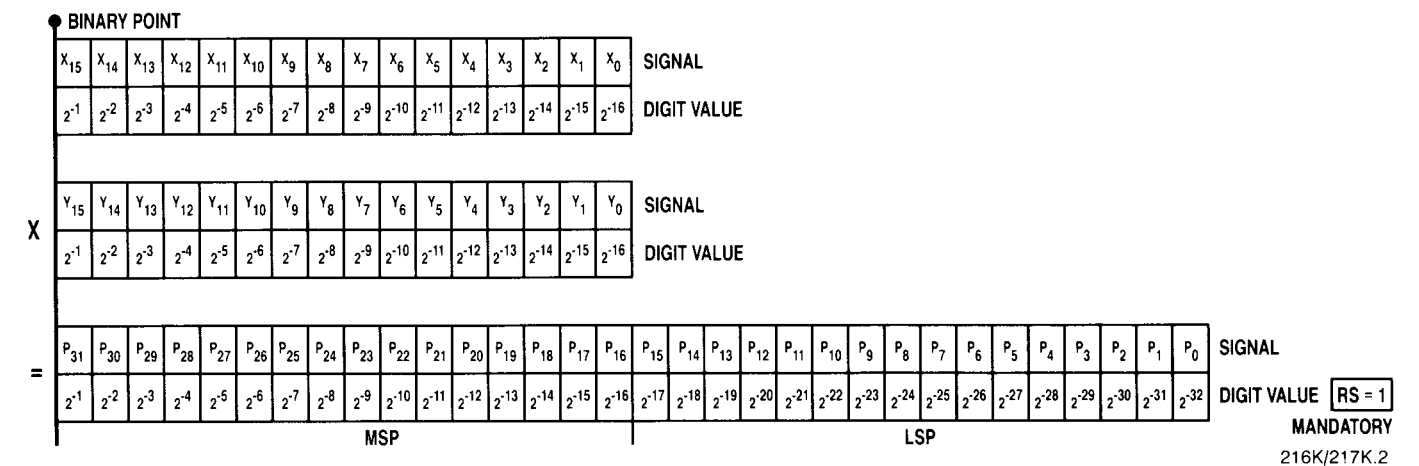 BINARY POINT
X15 X14 X13 X12 X11 X10 X9 X8 X7 X6 X5 X4 X3 X2 X1 X0 SIGNAL
2-1 2-2 2-3 2-4 2-5 2-6 2-7 2-8 2-9 2-10 2-11 2-12 2-13 2-14 2-15 2-16 DIGIT VALUE
X
Y15 Y14 Y13 Y12 Y11 Y10 Y9 Y8 Y7 Y6 Y5 Y4 Y3 Y2 Y1 Y0 SIGNAL
2-1 2-2 2-3 2-4 2-5 2-6 2-7 2-8 2-9 2-10 2-11 2-12 2-13 2-14 2-15 2-16 DIGIT VALUE
=
P31 P30 P29 P28 P27 P26 P25 P24 P23 P22 P21 P20 P19 P18 P17 P16 P15 P14 P13 P12 P11 P10 P9 P8 P7 P6 P5 P4 P3 P2 P1 P0 SIGNAL
2-1 2-2 2-3 2-4 2-5 2-6 2-7 2-8 2-9 2-10 2-11 2-12 2-13 2-14 2-15 2-16 2-17 2-18 2-19 2-20 2-21 2-22 2-23 2-24 2-25 2-26 2-27 2-28 2-29 2-30 2-31 2-32 DIGIT VALUE RS = 1
MSP LSP MANDATORY
216K/217K.2